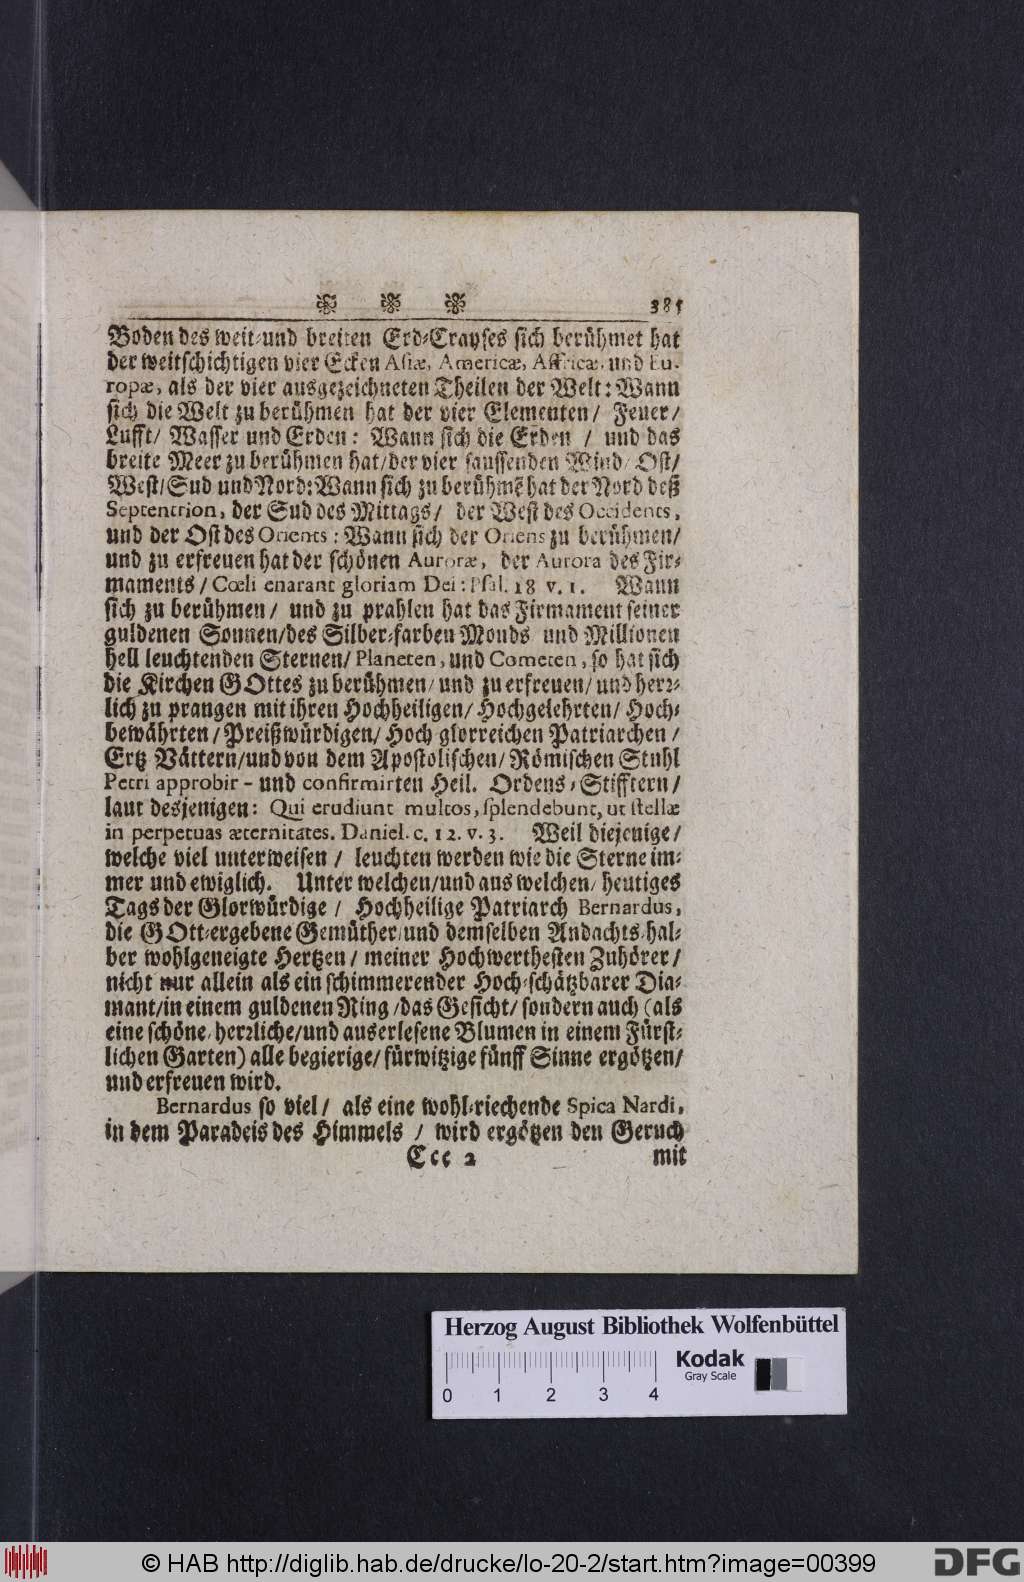 385
Boden des weit-und breiten Erd-Crayses sich berühmet hat
der weitschichtigen vier Ecken Asiæ, Americæ, Affricæ, und Eu-
ropæ, als der vier ausgezeichneten Theilen der Welt: Wann
sich die Welt zu berühmen hat der vier Elementen/ Feuer/
Lufft/ Wasser und Erden: Wann sich die Erden / und das
breite Meer zu berühmen hat/der vier saussenden Wind/ Ost/
West/Sud und Nord: Wann sich zu berühmē hat der Nord deß
Septentrion, der Sud des Mittags/ der West des Occidents,
und der Ost des Orients: Wann sich der Oriens zu berühmen/
und zu erfreuen hat der schönen Auroræ, der Aurora des Fir-
maments/ Cœli enarant gloriam Dei: Psal. 18 v. 1. Wann
sich zu berühmen/ und zu prahlen hat das Firmament seiner
guldenen Sonnen/des Silber-farben Monds und Millionen
hell leuchtenden Sternen/ Planeten, und Cometen, so hat sich
die Kirchen GOttes zu berühmen/ und zu erfreuen/ und herr-
lich zu prangen mit ihren Hochheiligen/ Hochgelehrten/ Hoch-
bewährten/ Preißwürdigen/ Hoch glorreichen Patriarchen /
Ertz Vättern/und von dem Apostolischen/ Römischen Stuhl
Petri approbir- und confirmirten Heil. Ordens-Stifftern/
laut desjenigen: Qui erudiunt multos, splendebunt, ut stellæ
in perpetuas æternitates. Daniel. c. 12. v. 3. Weil diejenige/
welche viel unterweisen / leuchten werden wie die Sterne im-
mer und ewiglich. Unter welchen/und aus welchen/ heutiges
Tags der Glorwürdige / Hochheilige Patriarch Bernardus,
die GOtt-ergebene Gemüther/und demselben Andachts-hal-
ber wohlgeneigte Hertzen/ meiner Hochwerthesten Zuhörer/
nicht nur allein als ein schimmerender Hoch-schätzbarer Dia-
mant/in einem guldenen Ring/das Gesicht/ sondern auch (als
eine schöne/herrliche/und auserlesene Blumen in einem Fürst-
lichen Garten) alle begierige/ fürwitzige fünff Sinne ergötzen/
und erfreuen wird.
Bernardus so viel/ als eine wohl-riechende Spica Nardi,
in dem Paradeis des Himmels / wird ergötzen den Geruch
Ccc 2 mit
Herzog August Bibliothek Wolfenbüttel
Kodak
Gray Scale
0 1 2 3 4
© HAB http://diglib.hab.de/drucke/lo-20-2/start.htm?image=00399
DFG